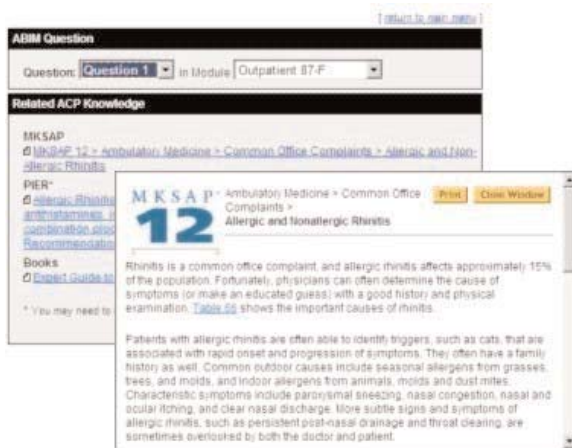 [ return to main menu ]
ABIM Question
Question: Question 1 in Module Outpatient 87-F
Related ACP Knowledge
MKSAP
MKSAP 12 > Ambulatory Medicine > Common Office Complaints > Allergic and Non-
Allergic Rhinitis
PIER*
Allergic Rhinitis
antihistamines, i
combination prod
Recommendation
Books
Expert Guide to
* You may need to
MKSAP 12
Ambulatory Medicine > Common Office
Complaints >
Allergic and Nonallergic Rhinitis
Print Close Window
Rhinitis is a common office complaint, and allergic rhinitis affects approximately 15%
of the population. Fortunately, physicians can often determine the cause of
symptoms (or make an educated guess) with a good history and physical
examination. Table 56 shows the important causes of rhinitis.
Patients with allergic rhinitis are often able to identify triggers, such as cats, that are
associated with rapid onset and progression of symptoms. They often have a family
history as well. Common outdoor causes include seasonal allergens from grasses,
trees, and molds, and indoor allergens from animals, molds and dust mites.
Characteristic symptoms include paroxysmal sneezing, nasal congestion, nasal and
ocular itching, and clear nasal discharge. More subtle signs and symptoms of
allergic rhinitis, such as persistent post-nasal drainage and throat clearing, are
sometimes overlooked by both the doctor and patient.